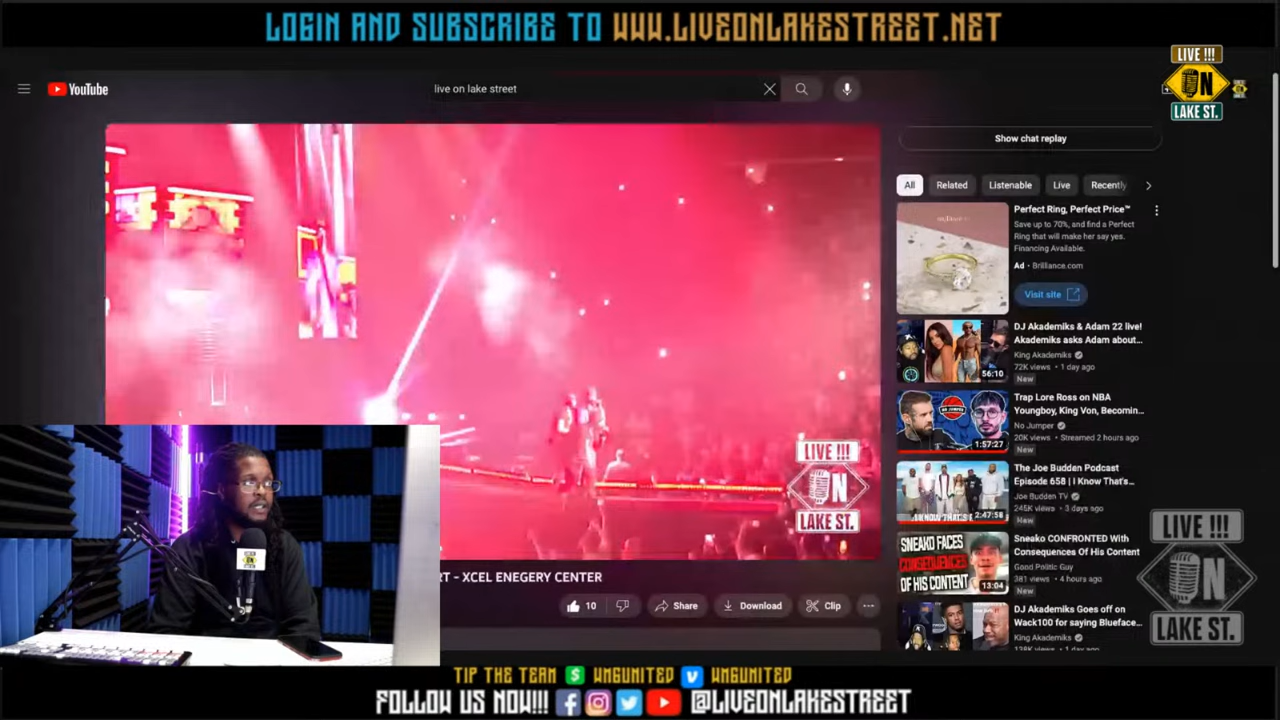 LOGIN AND SUBSCRIBE TO WWW.LIVEONLAKESTREET.NET
LIVE !!!
ON
LAKE ST.
YouTube
live on lake street
Show chat replay
All
Related
Listenable
Live
Recently
Perfect Ring, Perfect Price™
Save up to 70%, and find a Perfect
Ring that will make her say yes.
Financing Available.
Ad · Brilliance.com
Visit site
DJ Akademiks & Adam 22 live!
Akademiks asks Adam about...
King Akademiks
72K views · 1 day ago
New
56:10
Trap Lore Ross on NBA
Youngboy, King Von, Becomin...
No Jumper
20K views · Streamed 2 hours ago
New
1:57:27
The Joe Budden Podcast
Episode 658 | I Know That's...
Joe Budden TV
245K views · 3 days ago
New
2:47:58
Sneako CONFRONTED With
Consequences Of His Content
Good Politic Guy
381 views · 4 hours ago
New
SNEAKO FACES
CONSEQUENCES
OF HIS CONTENT
13:04
DJ Akademiks Goes off on
Wack100 for saying Blueface...
King Akademiks
LIVE !!!
ON
LAKE ST.
RT - XCEL ENEGERY CENTER
10
Share
Download
Clip
LIVE !!!
ON
LAKE ST.
TIP THE TEAM $ WMGUNITED V WMGUNITED
FOLLOW US NOW!!! @LIVEONLAKESTREET